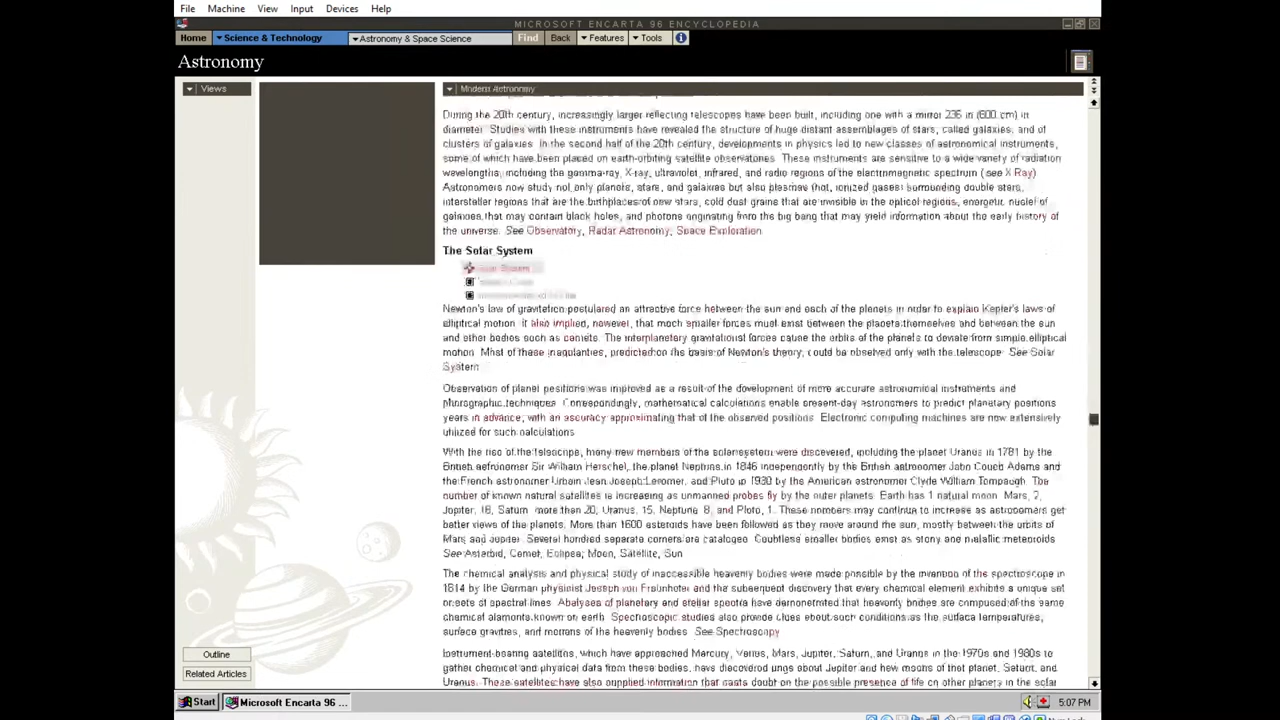 File Machine View Input Devices Help
MICROSOFT ENCARTA 96 ENCYCLOPEDIA
Home Science & Technology Astronomy & Space Science Find Back Features Tools
Astronomy
Views
Modern Astronomy
During the 20th century, increasingly larger reflecting telescopes have been built, including one with a mirror 236 in (600 cm) in
diameter. Studies with these instruments have revealed the structure of huge distant assemblages of stars, called galaxies, and of
clusters of galaxies. In the second half of the 20th century, developments in physics led to new classes of astronomical instruments,
some of which have been placed on earth-orbiting satellite observatories. These instruments are sensitive to a wide variety of radiation
wavelengths, including the gamma-ray, X-ray, ultraviolet, infrared, and radio regions of the electromagnetic spectrum (see X Ray)
Astronomers now study not only planets, stars, and galaxies but also plasmas (hot, ionized gases) surrounding double stars,
interstellar regions that are the birthplaces of new stars, cold dust grains that are invisible in the optical regions, energetic nuclei of
galaxies that may contain black holes, and photons originating from the big bang that may yield information about the early history of
the universe. See Observatory, Radar Astronomy, Space Exploration
The Solar System
Solar System
Newton's law of gravitation postulated an attractive force between the sun and each of the planets in order to explain Kepler's laws of
elliptical motion. It also implied, however, that much smaller forces must exist between the planets themselves and between the sun
and other bodies such as comets. The interplanetary gravitational forces cause the orbits of the planets to deviate from simple elliptical
motion. Most of these irregularities, predicted on the basis of Newton's theory, could be observed only with the telescope. See Solar
System
Observation of planet positions was improved as a result of the development of more accurate astronomical instruments and
photographic techniques. Correspondingly, mathematical calculations enable present-day astronomers to predict planetary positions
years in advance, with an accuracy approximating that of the observed positions. Electronic computing machines are now extensively
utilized for such calculations
With the rise of the telescope, many new members of the solar system were discovered, including the planet Uranus in 1781 by the
British astronomer Sir William Herschel, the planet Neptune in 1846 independently by the British astronomer John Couch Adams and
the French astronomer Urbain Jean Joseph Leverrier, and Pluto in 1930 by the American astronomer Clyde William Tombaugh. The
number of known natural satellites is increasing as unmanned probes fly by the outer planets. Earth has 1 natural moon. Mars, 2,
Jupiter, 16, Saturn more than 20, Uranus, 15, Neptune 8, and Pluto, 1. These numbers may continue to increase as astronomers get
better views of the planets. More than 1600 asteroids have been followed as they move around the sun, mostly between the orbits of
Mars and Jupiter. Several hundred separate comets are cataloged. Countless smaller bodies exist as stony and metallic meteoroids
See Asteroid, Comet, Eclipse, Moon, Satellite, Sun
The chemical analysis and physical study of inaccessible heavenly bodies were made possible by the invention of the spectroscope in
1814 by the German physicist Joseph von Fraunhofer and the subsequent discovery that every chemical element exhibits a unique set
or sets of spectral lines. Analyses of planetary and stellar spectra have demonstrated that heavenly bodies are composed of the same
chemical elements known on earth. Spectroscopic studies also provide clues about such conditions as the surface temperatures,
surface gravities, and motions of the heavenly bodies. See Spectroscopy
Instrument-bearing satellites, which have approached Mercury, Venus, Mars, Jupiter, Saturn, and Uranus in the 1970s and 1980s to
gather chemical and physical data from these bodies, have discovered rings about Jupiter and new moons of that planet, Saturn, and
Uranus. These satellites have also supplied information that casts doubt on the possible presence of life on other planets in the solar
Outline
Related Articles
Start Microsoft Encarta 96 ... 5:07 PM